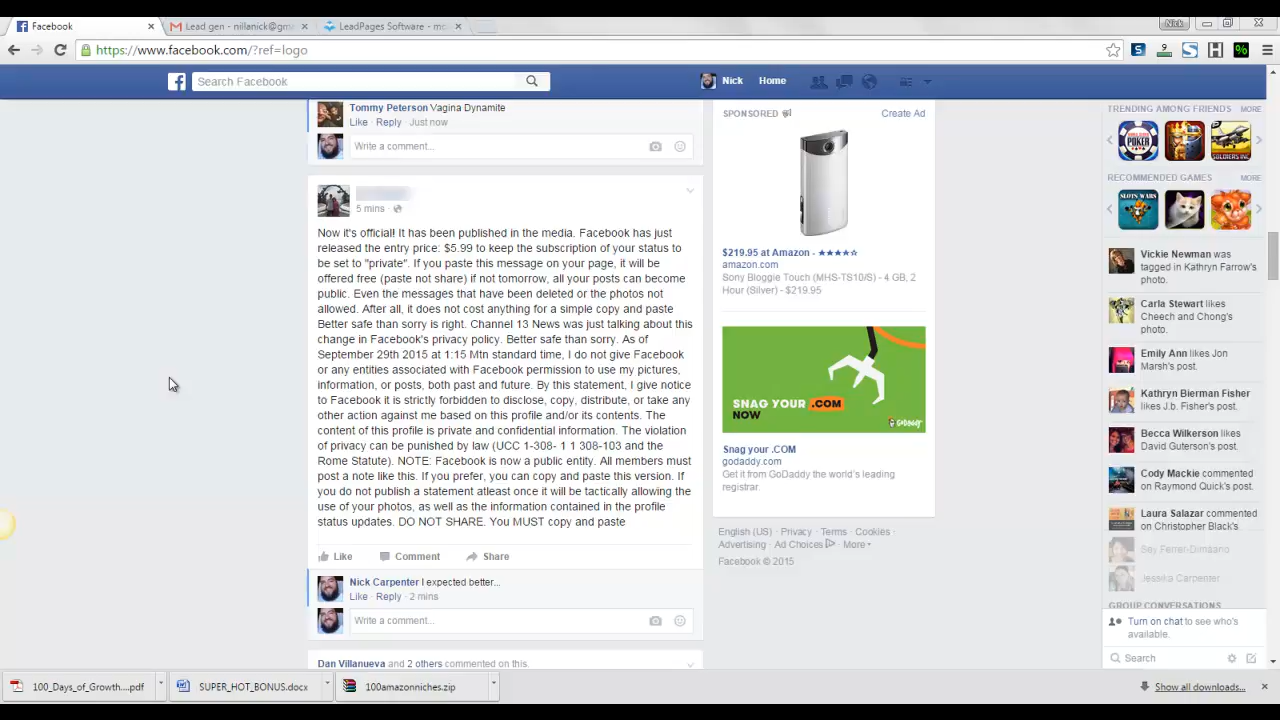 Facebook
Lead gen - niilanick@gm
LeadPages Software - mo
Nick
https://www.facebook.com/?ref=logo
Search Facebook
Nick
Home
Tommy Peterson Vagina Dynamite
Like · Reply · Just now
Write a comment...
5 mins ·
Now it's official! It has been published in the media. Facebook has just
released the entry price: $5.99 to keep the subscription of your status to
be set to "private". If you paste this message on your page, it will be
offered free (paste not share) if not tomorrow, all your posts can become
public. Even the messages that have been deleted or the photos not
allowed. After all, it does not cost anything for a simple copy and paste
Better safe than sorry is right. Channel 13 News was just talking about this
change in Facebook's privacy policy. Better safe than sorry. As of
September 29th 2015 at 1:15 Mtn standard time, I do not give Facebook
or any entities associated with Facebook permission to use my pictures,
information, or posts, both past and future. By this statement, I give notice
to Facebook it is strictly forbidden to disclose, copy, distribute, or take any
other action against me based on this profile and/or its contents. The
content of this profile is private and confidential information. The violation
of privacy can be punished by law (UCC 1-308- 1 1 308-103 and the
Rome Statute). NOTE: Facebook is now a public entity. All members must
post a note like this. If you prefer, you can copy and paste this version. If
you do not publish a statement atleast once it will be tactically allowing the
use of your photos, as well as the information contained in the profile
status updates. DO NOT SHARE. You MUST copy and paste
Like Comment Share
Nick Carpenter I expected better...
Like · Reply · 2 mins
Write a comment...
Dan Villanueva and 2 others commented on this.
SPONSORED Create Ad
$219.95 at Amazon -
amazon.com
Sony Bloggie Touch (MHS-TS10/S) - 4 GB, 2
Hour (Silver) - $219.95
SNAG YOUR .COM
NOW
GoDaddy
Snag your .COM
godaddy.com
Get it from GoDaddy the world's leading
registrar.
English (US) · Privacy · Terms · Cookies ·
Advertising · Ad Choices · More
Facebook © 2015
TRENDING AMONG FRIENDS MORE
POKER
SOLDIERS INC
RECOMMENDED GAMES MORE
SLOTS WARS
Vickie Newman was
tagged in Kathryn Farrow's
photo.
Carla Stewart likes
Cheech and Chong's
photo.
Emily Ann likes Jon
Marsh's post.
Kathryn Bierman Fisher
likes J.b. Fisher's post.
Becca Wilkerson likes
David Guterson's post.
Cody Mackie commented
on Raymond Quick's post.
Laura Salazar commented
on Christopher Black's
Sey Ferrer-Dimaano
Jessika Carpenter
GROUP CONVERSATIONS
Turn on chat to see who's
available.
Search
100_Days_of_Growth....pdf
SUPER_HOT_BONUS.docx
100amazonniches.zip
Show all downloads...